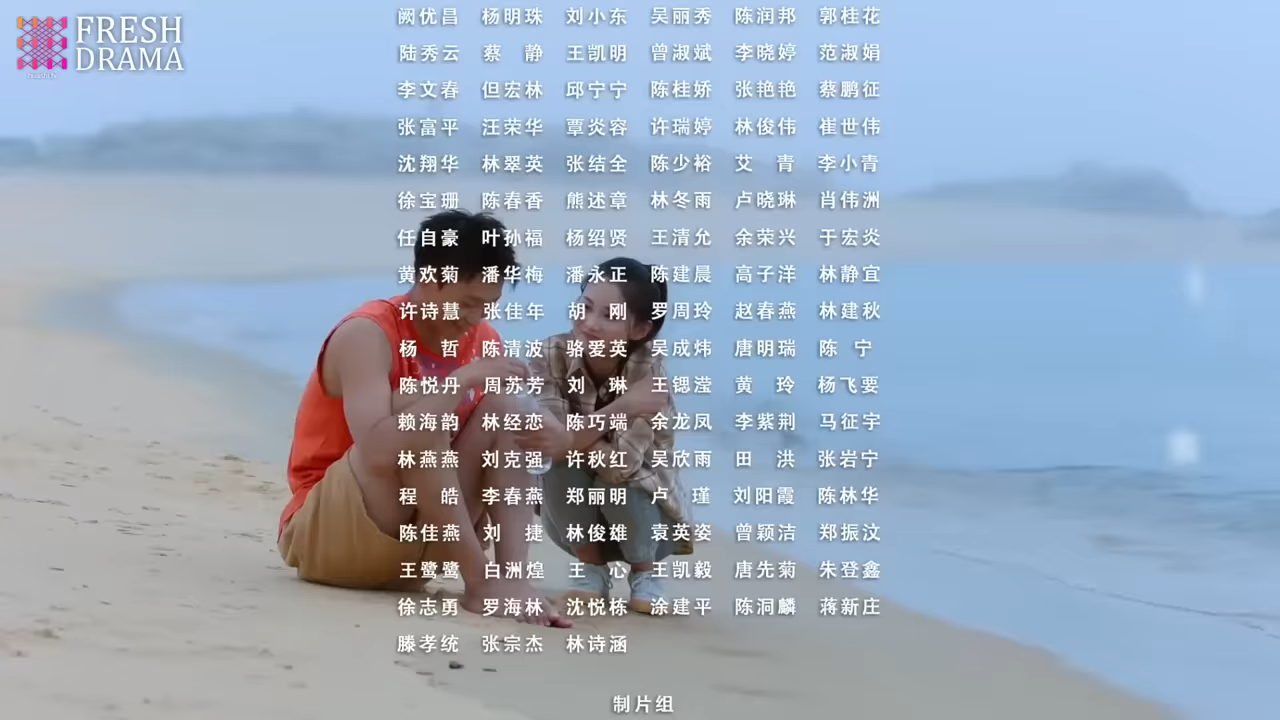 FRESH
DRAMA
阙优昌 杨明珠 刘小东 吴丽秀 陈润邦 郭桂花
陆秀云 蔡 静 王凯明 曾淑斌 李晓婷 范淑娟
李文春 但宏林 邱宁宁 陈桂娇 张艳艳 蔡鹏征
张富平 汪荣华 覃炎容 许瑞婷 林俊伟 崔世伟
沈翔华 林翠英 张结全 陈少裕 艾 青 李小青
徐宝珊 陈春香 熊述章 林冬雨 卢晓琳 肖伟洲
任自豪 叶孙福 杨绍贤 王清允 余荣兴 于宏炎
黄欢菊 潘华梅 潘永正 陈建晨 高子洋 林静宜
许诗慧 张佳年 胡 刚 罗周玲 赵春燕 林建秋
杨 哲 陈清波 骆爱英 吴成炜 唐明瑞 陈 宁
陈悦丹 周苏芳 刘 琳 王锶滢 黄 玲 杨飞要
赖海韵 林经恋 陈巧端 余龙凤 李紫荆 马征宇
林燕燕 刘克强 许秋红 吴欣雨 田 洪 张岩宁
程 皓 李春燕 郑丽明 卢 瑾 刘阳霞 陈林华
陈佳燕 刘 捷 林俊雄 袁英姿 曾颖洁 郑振汶
王鹭鹭 白洲煌 王 心 王凯毅 唐先菊 朱登鑫
徐志勇 罗海林 沈悦栋 涂建平 陈洞麟 蒋新庄
滕孝统 张宗杰 林诗涵
制片组